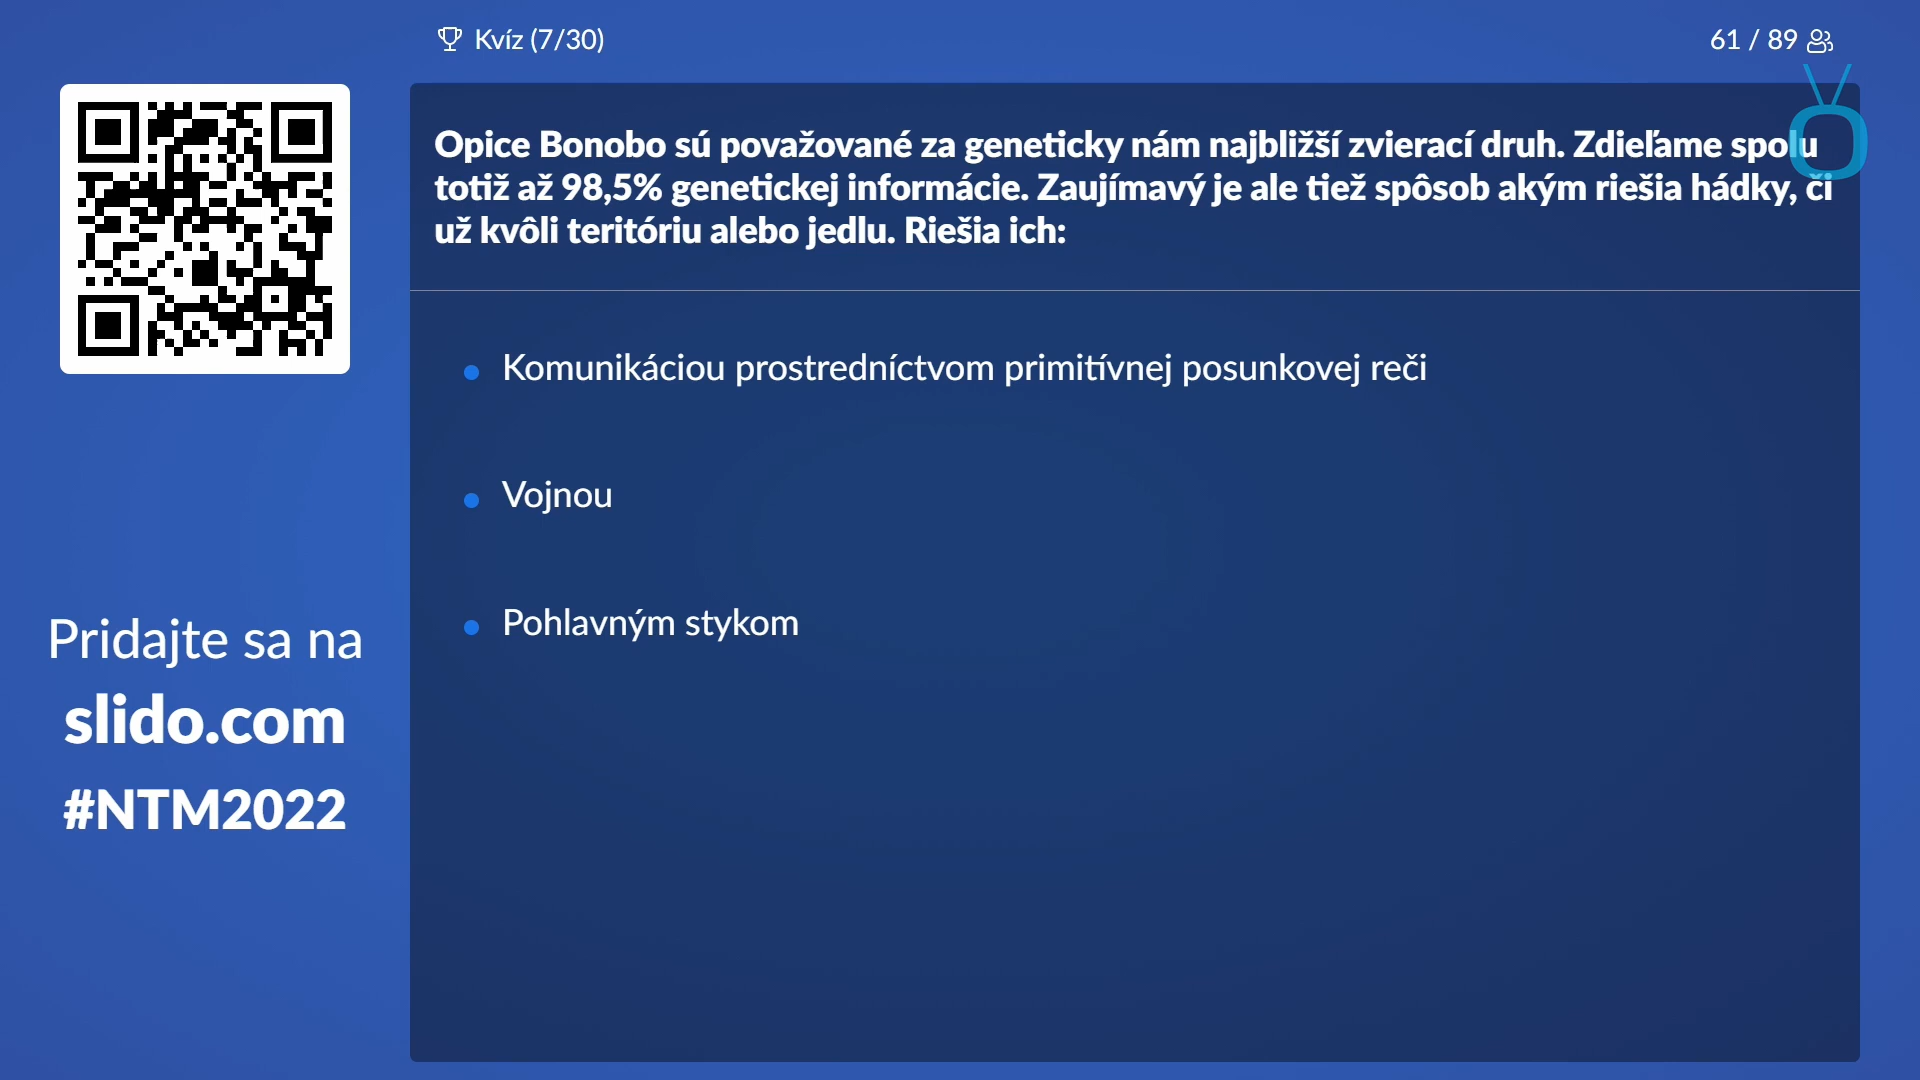 Kvíz (7/30)
61 / 89
Opice Bonobo sú považované za geneticky nám najbližší zvierací druh. Zdieľame spolu
totiž až 98,5% genetickej informácie. Zaujímavý je ale tiež spôsob akým riešia hádky, či
už kvôli teritóriu alebo jedlu. Riešia ich:
Komunikáciou prostredníctvom primitívnej posunkovej reči
Vojnou
Pohlavným stykom
Pridajte sa na
slido.com
#NTM2022